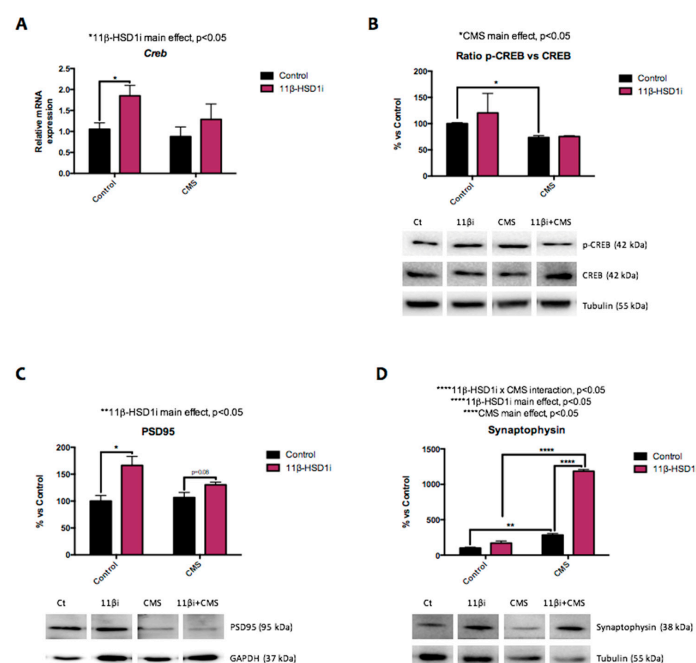 A
*11β-HSD1i main effect, p<0.05
Creb
Relative mRNA
expression
2.5
2.0
1.5
1.0
0.5
0.0
*
Control
CMS
Control
11β-HSD1i
B
*CMS main effect, p<0.05
Ratio p-CREB vs CREB
% vs Control
200
150
100
50
0
*
Control
CMS
Control
11β-HSD1i
Ct 11βi CMS 11βi+CMS
p-CREB (42 kDa)
CREB (42 kDa)
Tubulin (55 kDa)
C
**11β-HSD1i main effect, p<0.05
PSD95
% vs Control
200
150
100
50
0
*
p=0.08
Control
CMS
Control
11β-HSD1i
Ct 11βi CMS 11βi+CMS
PSD95 (95 kDa)
GAPDH (37 kDa)
D
****11β-HSD1i x CMS interaction, p<0.05
****11β-HSD1i main effect, p<0.05
****CMS main effect, p<0.05
Synaptophysin
% vs Control
1500
1000
500
0
**
****
****
Control
CMS
Control
11β-HSD1
Ct 11βi CMS 11βi+CMS
Synaptophysin (38 kDa)
Tubulin (55 kDa)